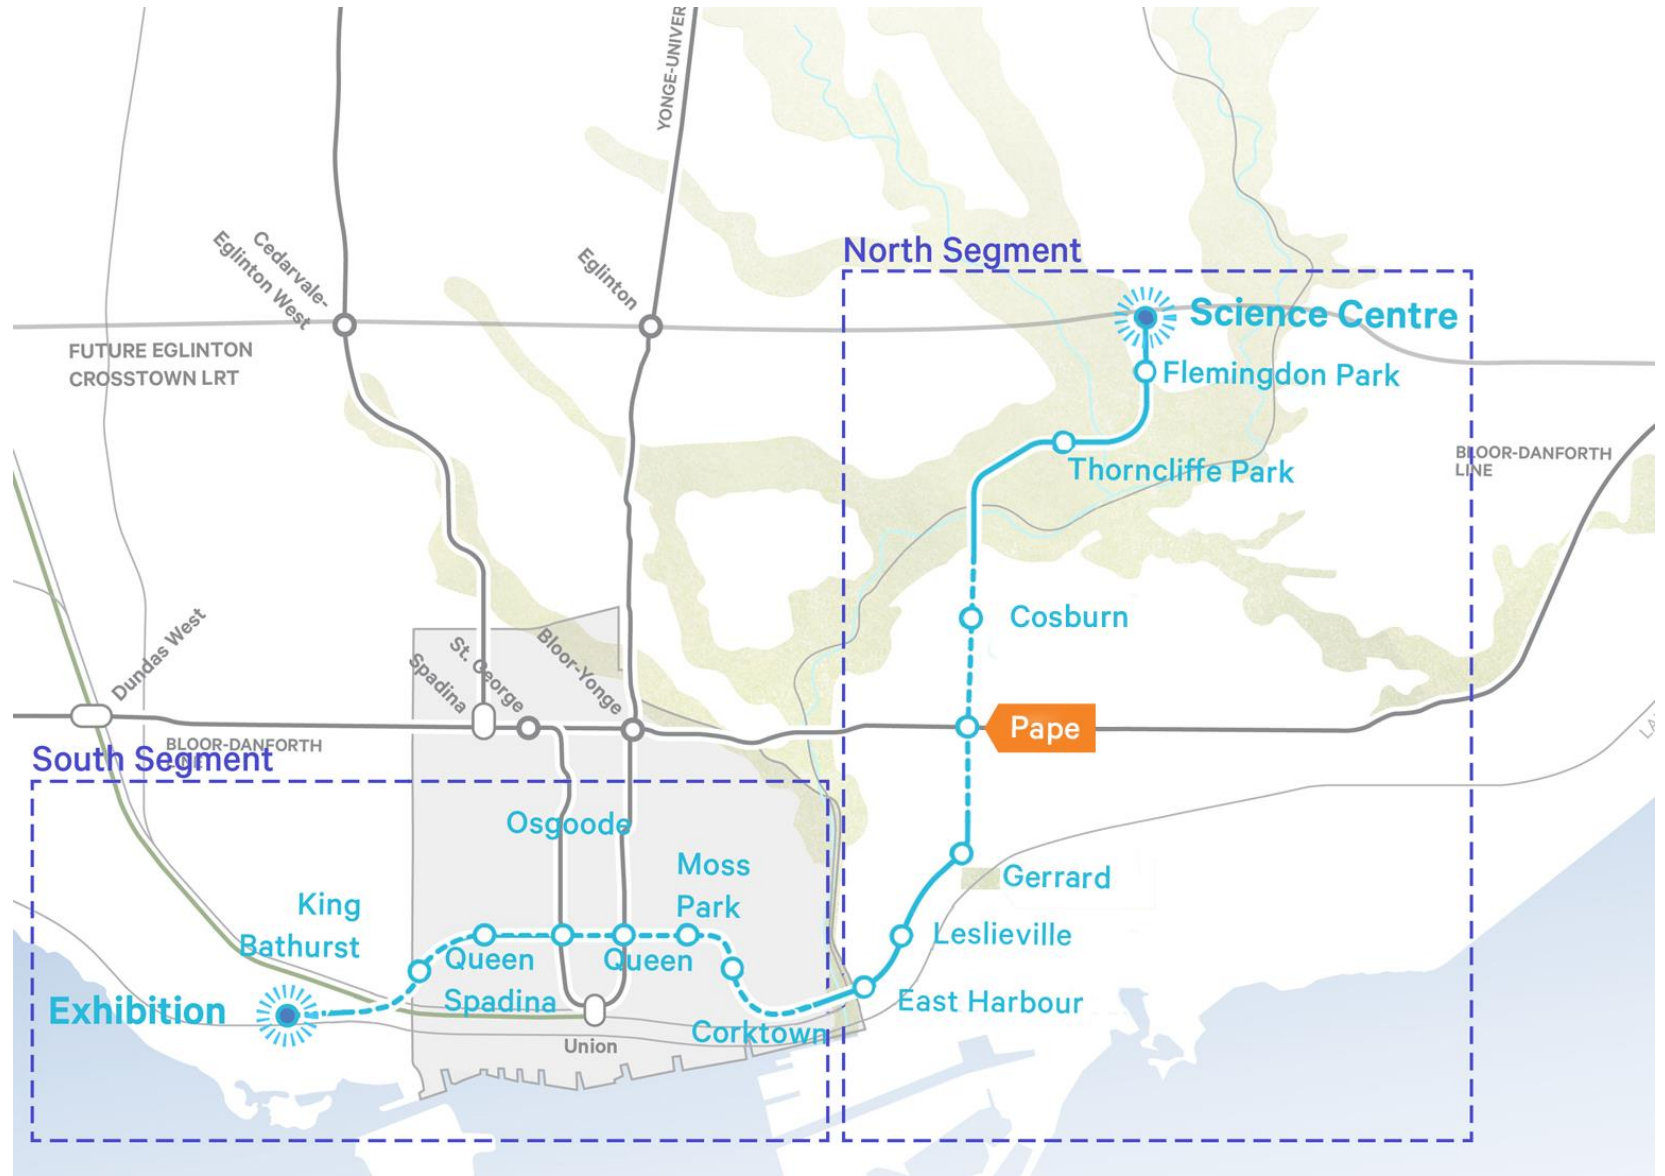 YONGE-UNIVER
North Segment
Cedarvale-
Eglinton West
Eglinton
Science Centre
FUTURE EGLINTON
CROSSTOWN LRT
Flemingdon Park
BLOOR-DANFORTH
LINE
Thorncliffe Park
Cosburn
Dundas West
Spadina
St. George
Bloor-Yonge
Pape
BLOOR-DANFORTH
South Segment
Osgoode
Moss
Park
Gerrard
King
Bathurst
Leslieville
Queen
Spadina
Queen
East Harbour
Exhibition
Corktown
Union